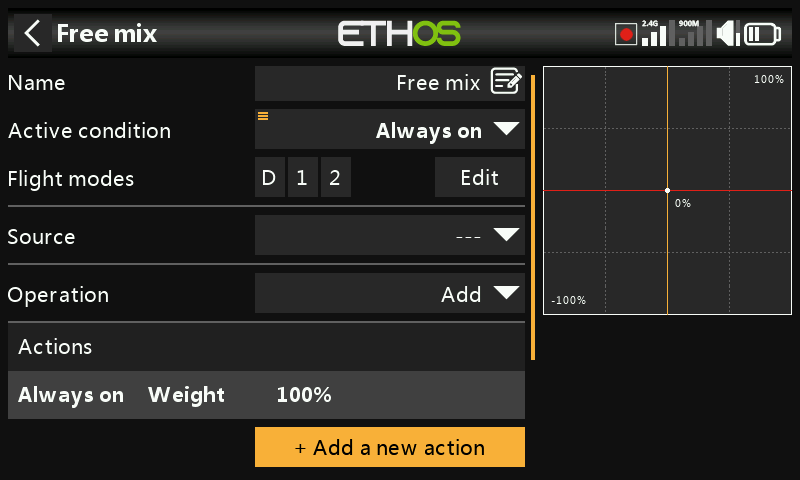 Free mix
ETHOS
2.4G 900M
Name Free mix
Active condition Always on
Flight modes D 1 2 Edit
Source ---
Operation Add
Actions
Always on Weight 100%
+ Add a new action
100%
0%
-100%